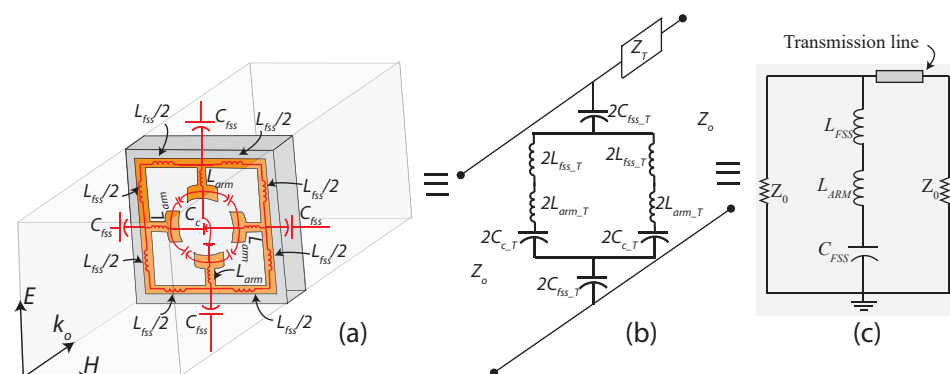 L_fss/2
C_fss
L_fss/2
L_fss/2
L_arm
L_fss/2
L_arm
C_c
C_fss
C_fss
L_arm
L_fss/2
L_fss/2
L_arm
L_fss/2
C_fss
L_fss/2
E
k_o
H
(a)
Z_T
2C_fss_T
Z_o
2L_fss_T
2L_fss_T
2L_arm_T
2L_arm_T
2C_c_T
2C_c_T
Z_o
2C_fss_T
(b)
Transmission line
L_FSS
L_ARM
Z_0
Z_0
C_FSS
(c)